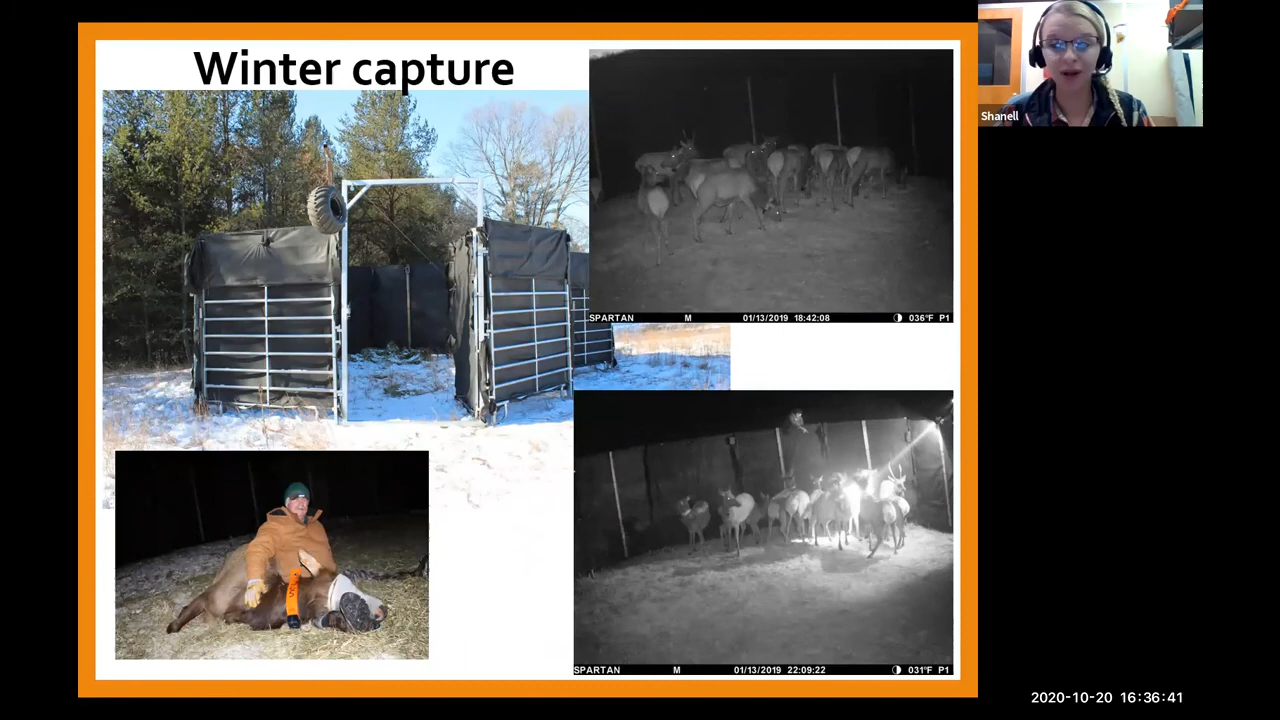 Winter capture
Shanell
SPARTAN M 01/13/2019 18:42:08 036°F P1
SPARTAN M 01/13/2019 22:09:22 031°F P1
2020-10-20 16:36:41